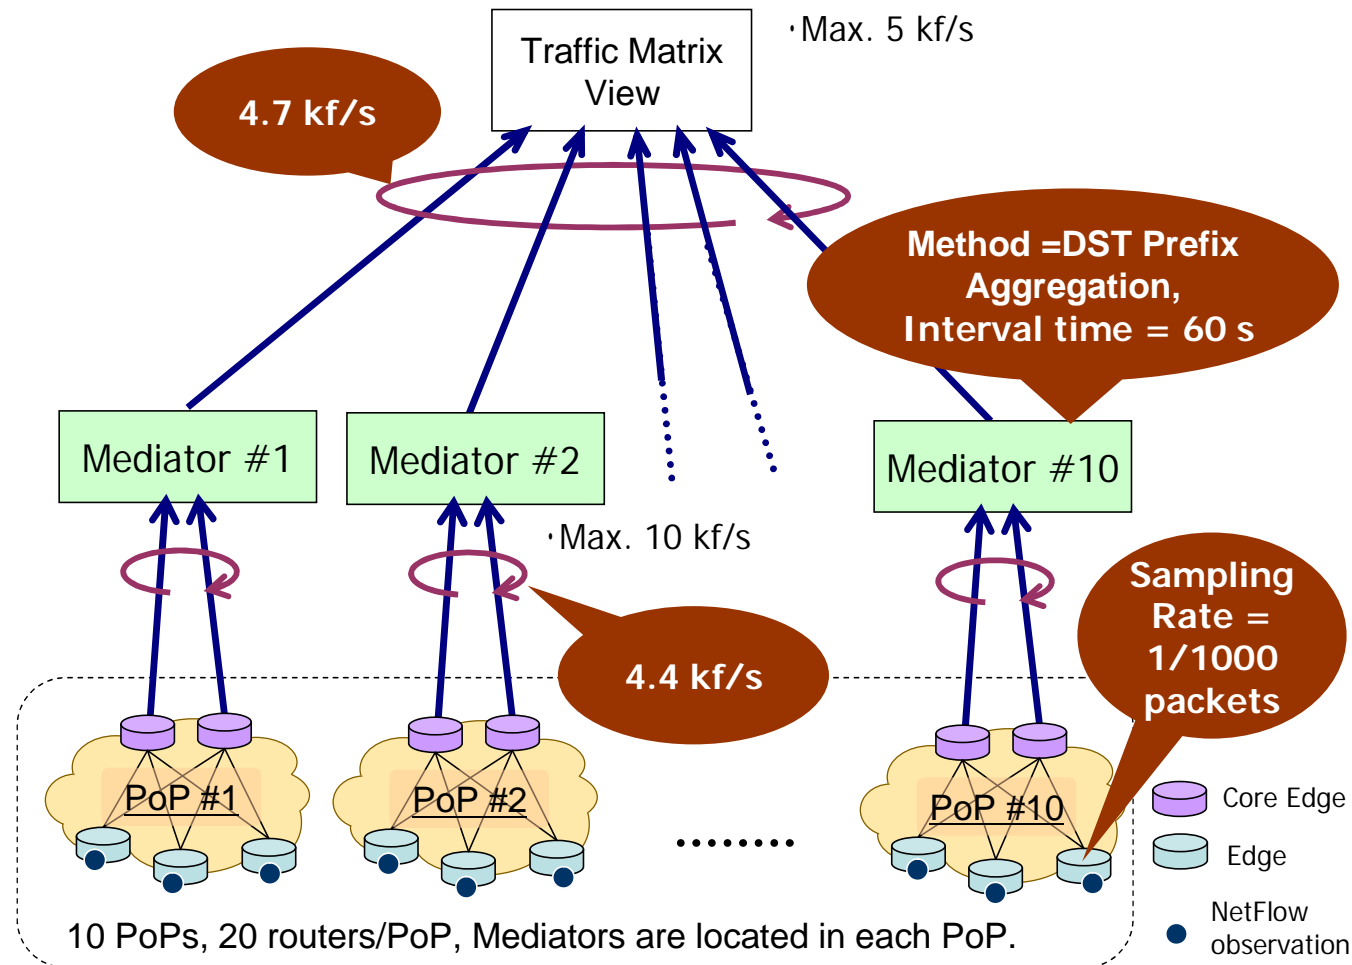 Traffic Matrix
View
·Max. 5 kf/s
4.7 kf/s
Method =DST Prefix
Aggregation,
Interval time = 60 s
Mediator #1
Mediator #2
Mediator #10
·Max. 10 kf/s
Sampling
Rate =
1/1000
packets
4.4 kf/s
PoP #1
PoP #2
PoP #10
········
Core Edge
Edge
NetFlow
observation
10 PoPs, 20 routers/PoP, Mediators are located in each PoP.